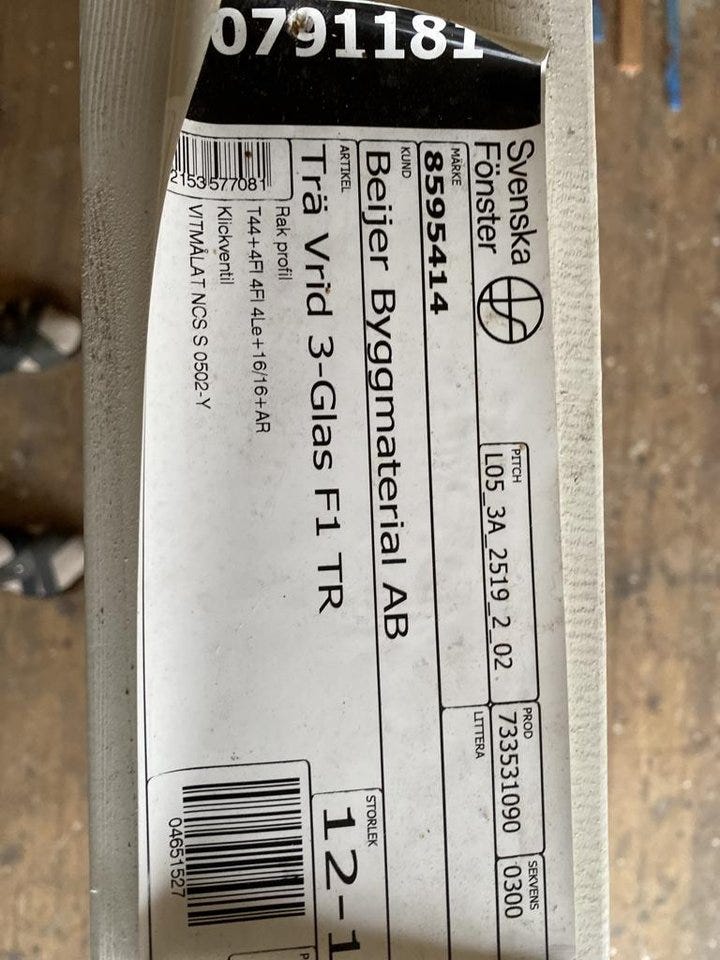 0791181
Svenska
Fönster
PITCH
L05_3A_2519_2_02
PROD
733531090
SEKVENS
0300
MÄRKE
8595414
LITTERA
KUND
Beijer Byggmaterial AB
ARTIKEL
Trä Vrid 3-Glas F1 TR
STORLEK
12-1
Rak profil
T44+4Fl 4Fl 4Le+16/16+AR
Klickventil
VITMÅLAT NCS S 0502-Y
153577081
04651527